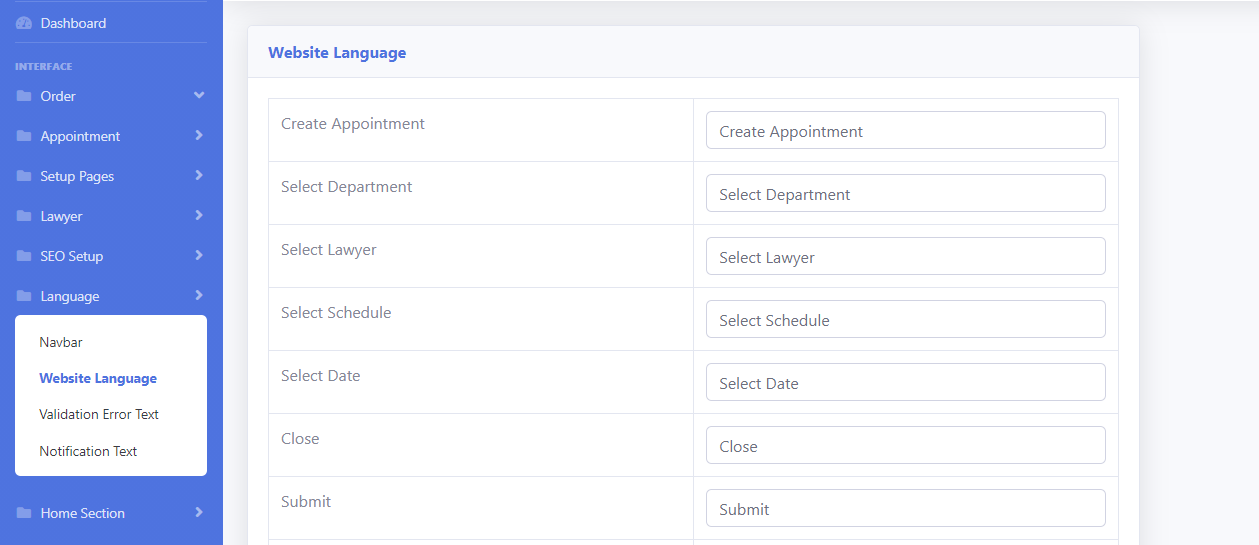 Dashboard
INTERFACE
Order
Appointment
Setup Pages
Lawyer
SEO Setup
Language
Navbar
Website Language
Validation Error Text
Notification Text
Home Section
Website Language
Create Appointment Create Appointment
Select Department Select Department
Select Lawyer Select Lawyer
Select Schedule Select Schedule
Select Date Select Date
Close Close
Submit Submit